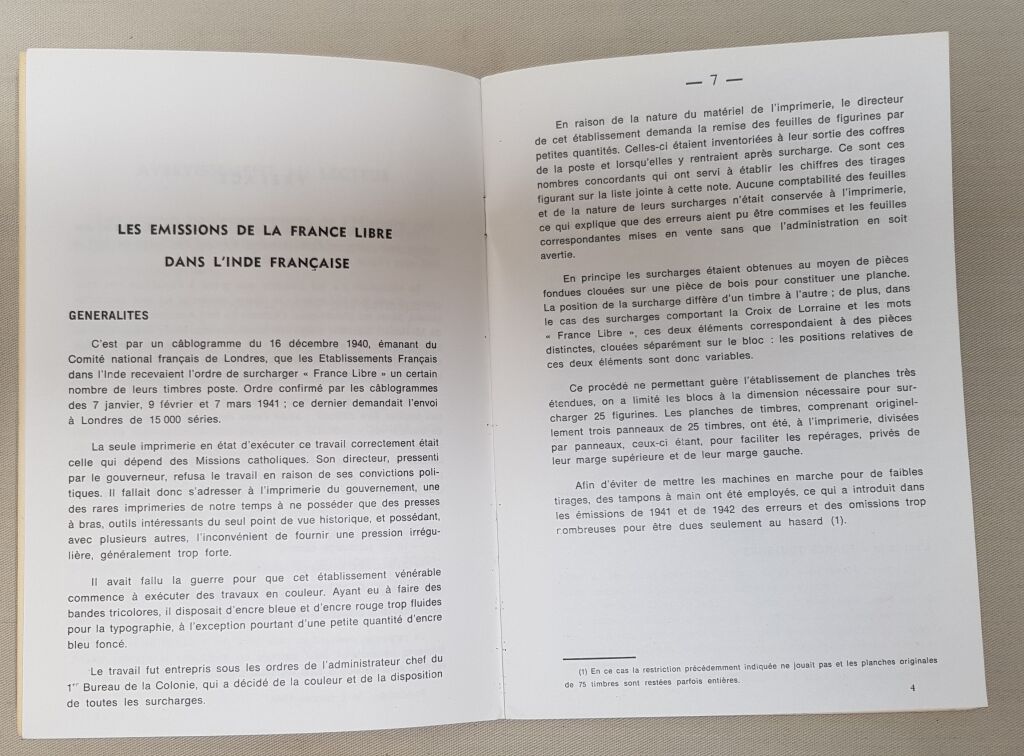 LES EMISSIONS DE LA FRANCE LIBRE
DANS L'INDE FRANÇAISE
GENERALITES
C'est par un câblogramme du 16 décembre 1940, émanant du
Comité national français de Londres, que les Etablissements Français
dans l'Inde recevaient l'ordre de surcharger « France Libre » un certain
nombre de leurs timbres poste. Ordre confirmé par les câblogrammes
des 7 janvier, 9 février et 7 mars 1941 ; ce dernier demandait l'envoi
à Londres de 15 000 séries.
La seule imprimerie en état d'exécuter ce travail correctement était
celle qui dépend des Missions catholiques. Son directeur, pressenti
par le gouverneur, refusa le travail en raison de ses convictions poli-
tiques. Il fallait donc s'adresser à l'imprimerie du gouvernement, une
des rares imprimeries de notre temps à ne posséder que des presses
à bras, outils intéressants du seul point de vue historique, et possédant,
avec plusieurs autres, l'inconvénient de fournir une pression irrégu-
lière, généralement trop forte.
Il avait fallu la guerre pour que cet établissement vénérable
commence à exécuter des travaux en couleur. Ayant eu à faire des
bandes tricolores, il disposait d'encre bleue et d'encre rouge trop fluides
pour la typographie, à l'exception pourtant d'une petite quantité d'encre
bleu foncé.
Le travail fut entrepris sous les ordres de l'administrateur chef du
1er Bureau de la Colonie, qui a décidé de la couleur et de la disposition
de toutes les surcharges.
— 7 —
En raison de la nature du matériel de l'imprimerie, le directeur
de cet établissement demanda la remise des feuilles de figurines par
petites quantités. Celles-ci étaient inventoriées à leur sortie des coffres
de la poste et lorsqu'elles y rentraient après surcharge. Ce sont ces
nombres concordants qui ont servi à établir les chiffres des tirages
figurant sur la liste jointe à cette note. Aucune comptabilité des feuilles
et de la nature de leurs surcharges n'était conservée à l'imprimerie,
ce qui explique que des erreurs aient pu être commises et les feuilles
correspondantes mises en vente sans que l'administration en soit
avertie.
En principe les surcharges étaient obtenues au moyen de pièces
fondues clouées sur une pièce de bois pour constituer une planche.
La position de la surcharge diffère d'un timbre à l'autre ; de plus, dans
le cas des surcharges comportant la Croix de Lorraine et les mots
« France Libre », ces deux éléments correspondaient à des pièces
distinctes, clouées séparément sur le bloc : les positions relatives de
ces deux éléments sont donc variables.
Ce procédé ne permettant guère l'établissement de planches très
étendues, on a limité les blocs à la dimension nécessaire pour sur-
charger 25 figurines. Les planches de timbres, comprenant originel-
lement trois panneaux de 25 timbres, ont été, à l'imprimerie, divisées
par panneaux, ceux-ci étant, pour faciliter les repérages, privés de
leur marge supérieure et de leur marge gauche.
Afin d'éviter de mettre les machines en marche pour de faibles
tirages, des tampons à main ont été employés, ce qui a introduit dans
les émissions de 1941 et de 1942 des erreurs et des omissions trop
nombreuses pour être dues seulement au hasard (1).
(1) En ce cas la restriction précédemment indiquée ne jouait pas et les planches originales
de 75 timbres sont restées parfois entières.
4